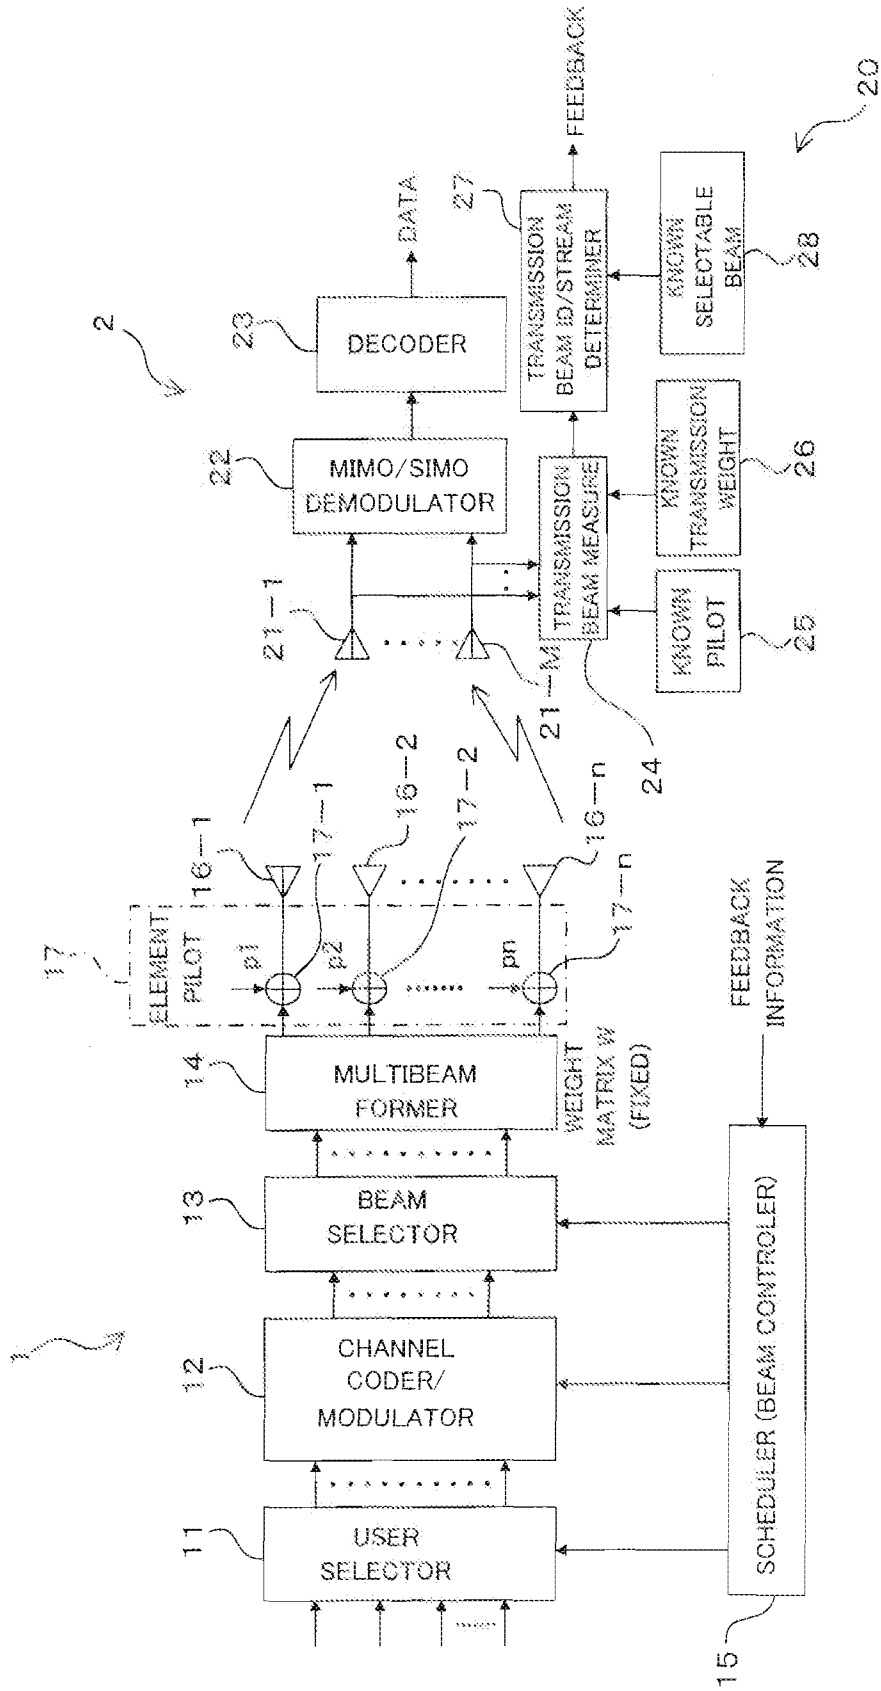 1
11
USER
SELECTOR
12
CHANNEL
CODER/
MODULATOR
13
BEAM
SELECTOR
14
MULTIBEAM
FORMER
WEIGHT
MATRIX W
(FIXED)
15
SCHEDULER (BEAM CONTROLER)
FEEDBACK
INFORMATION
17
ELEMENT
PILOT
p1
p2
pn
16-1
17-1
16-2
17-2
16-n
17-n
2
21-1
21-M
22
MIMO/SIMO
DEMODULATOR
23
DECODER
DATA
24
TRANSMISSION
BEAM MEASURE
25
KNOWN
PILOT
26
KNOWN
TRANSMISSION
WEIGHT
27
TRANSMISSION
BEAM ID/STREAM
DETERMINER
FEEDBACK
28
KNOWN
SELECTABLE
BEAM
20